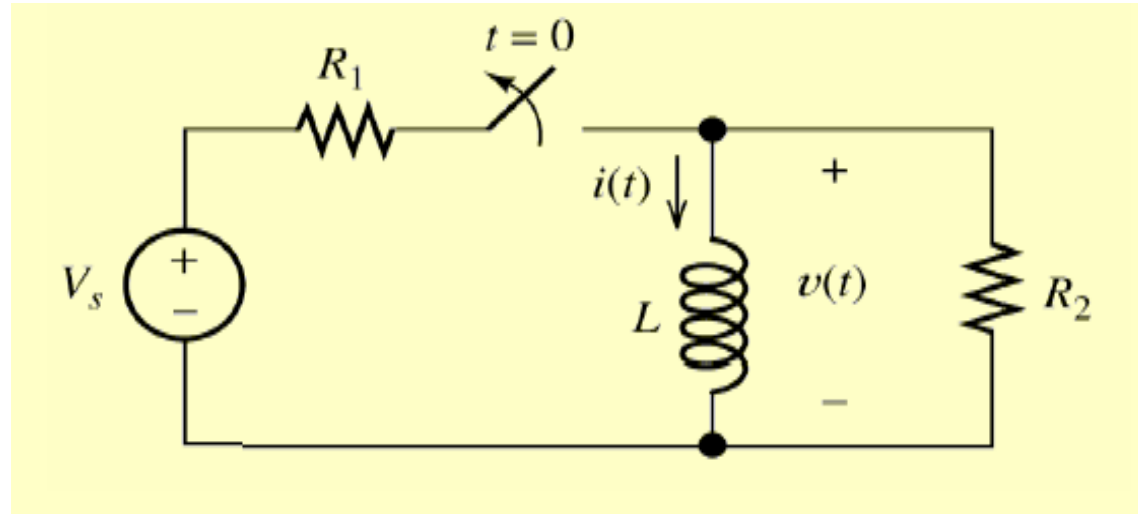 t = 0
R₁
i(t)
+
+
−
Vₛ
v(t)
L
R₂
−